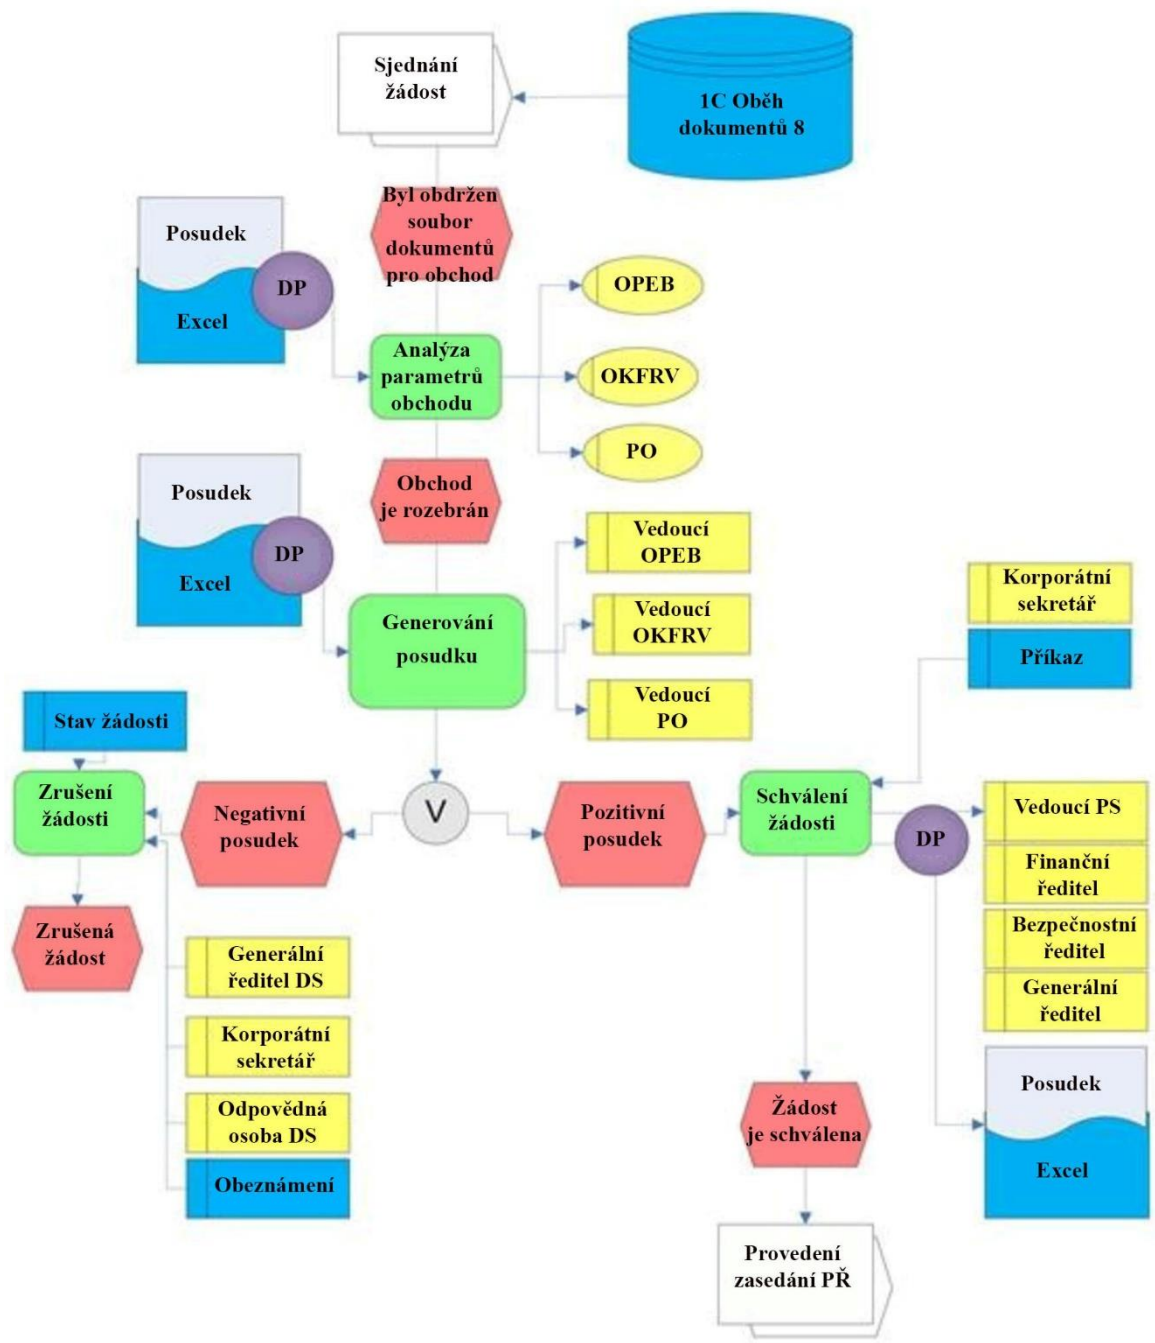 Sjednání
žádost
1C Oběh
dokumentů 8
Byl obdržen
soubor
dokumentů
pro obchod
Posudek
DP
Excel
OPEB
Analýza
parametrů
obchodu
OKFRV
PO
Posudek
DP
Excel
Obchod
je rozebrán
Vedoucí
OPEB
Generování
posudku
Vedoucí
OKFRV
Vedoucí
PO
Korporátní
sekretář
Příkaz
Stav žádosti
Zrušení
žádosti
Negativní
posudek
V
Pozitivní
posudek
Schválení
žádosti
DP
Vedoucí PS
Finanční
ředitel
Bezpečnostní
ředitel
Generální
ředitel
Zrušená
žádost
Generální
ředitel DS
Korporátní
sekretář
Odpovědná
osoba DS
Obeznámení
Posudek
Excel
Žádost
je schválena
Provedení
zasedání PŘ